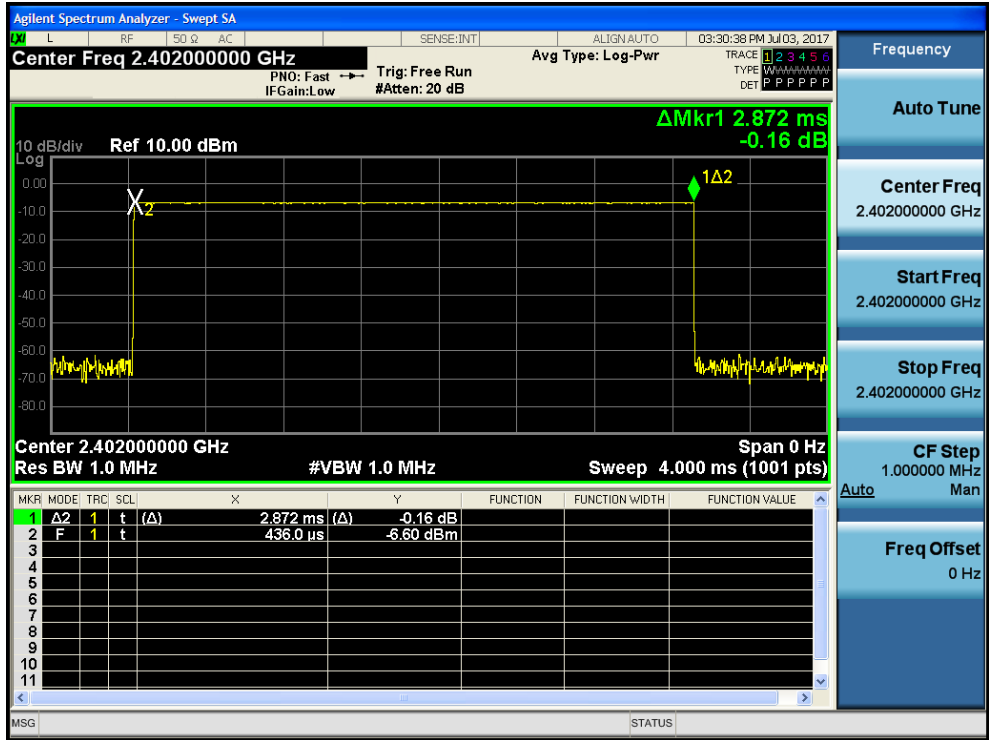 Agilent Spectrum Analyzer - Swept SA
LXI L RF 50 Ω AC SENSE:INT ALIGN AUTO 03:30:38 PM Jul 03, 2017
Center Freq 2.402000000 GHz Avg Type: Log-Pwr TRACE 1 2 3 4 5 6
PNO: Fast Trig: Free Run TYPE
IFGain:Low #Atten: 20 dB DET P P P P P P
Frequency
Auto Tune
Center Freq
2.402000000 GHz
Start Freq
2.402000000 GHz
Stop Freq
2.402000000 GHz
CF Step
1.000000 MHz
Auto Man
Freq Offset
0 Hz
ΔMkr1 2.872 ms
-0.16 dB
10 dB/div Ref 10.00 dBm
Log
0.00
-10.0
-20.0
-30.0
-40.0
-50.0
-60.0
-70.0
-80.0
1Δ2
2
Center 2.402000000 GHz Span 0 Hz
Res BW 1.0 MHz #VBW 1.0 MHz Sweep 4.000 ms (1001 pts)
MKR MODE TRC SCL X Y FUNCTION FUNCTION WIDTH FUNCTION VALUE
1 Δ2 1 t (Δ) 2.872 ms (Δ) -0.16 dB
2 F 1 t 436.0 µs -6.60 dBm
3
4
5
6
7
8
9
10
11
MSG STATUS